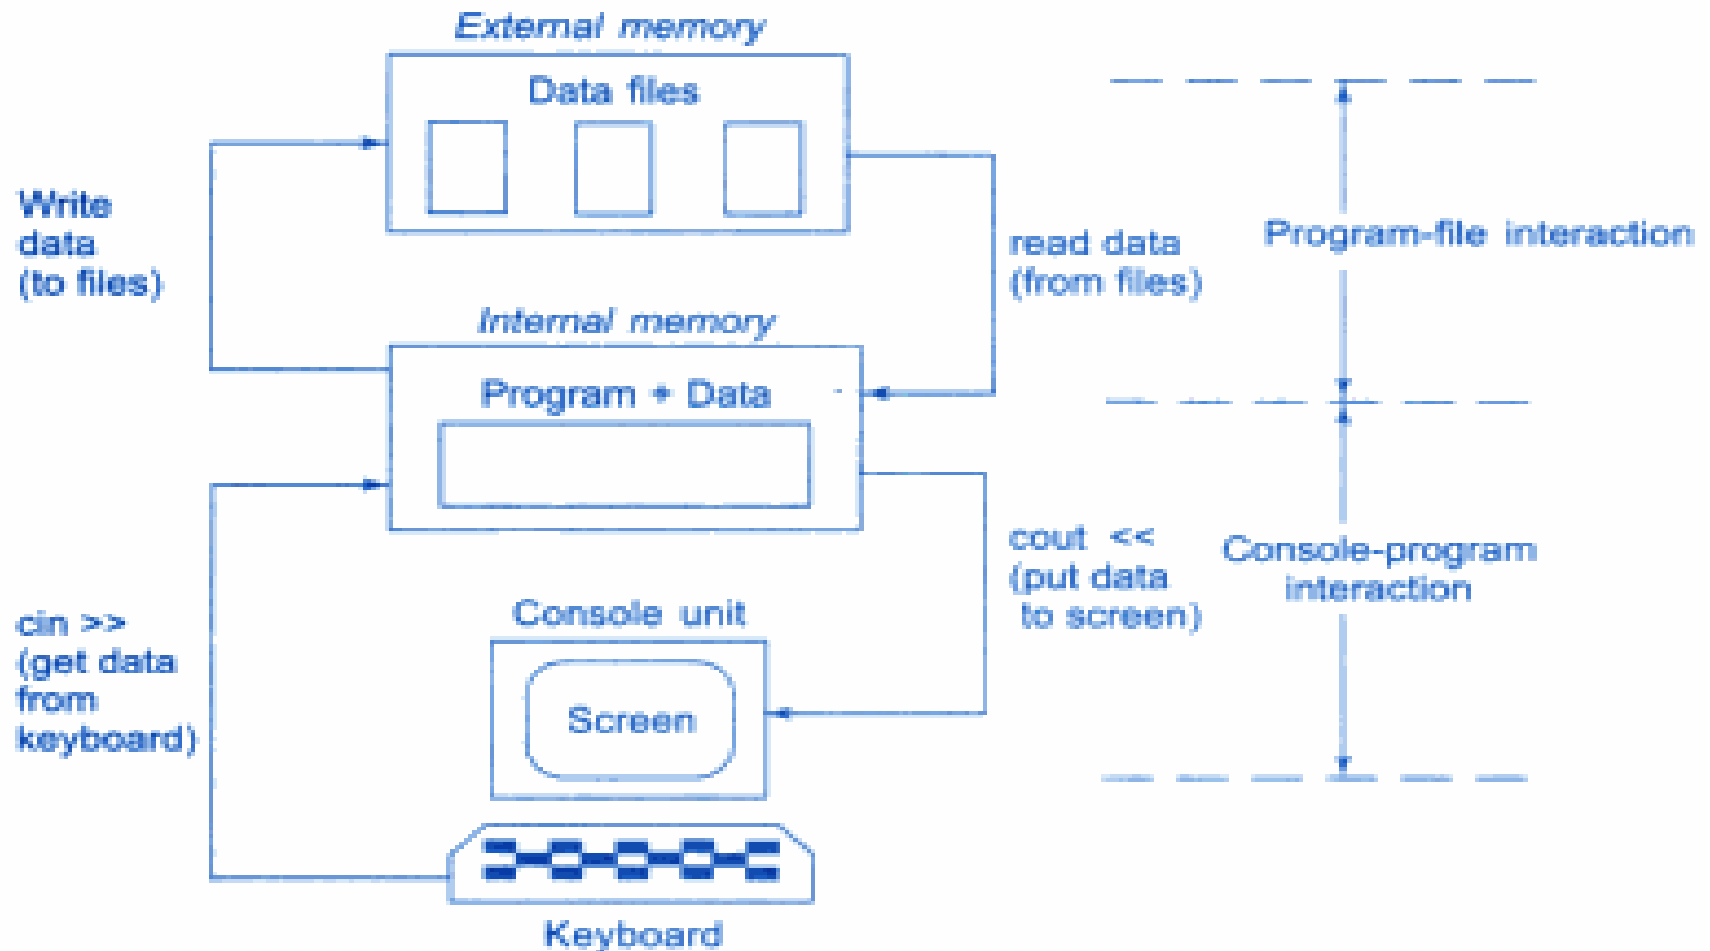 External memory
Data files
Write
data
(to files)
read data
(from files)
Program-file interaction
Internal memory
Program + Data
cout <<
(put data
to screen)
Console-program
interaction
cin >>
(get data
from
keyboard)
Console unit
Screen
Keyboard